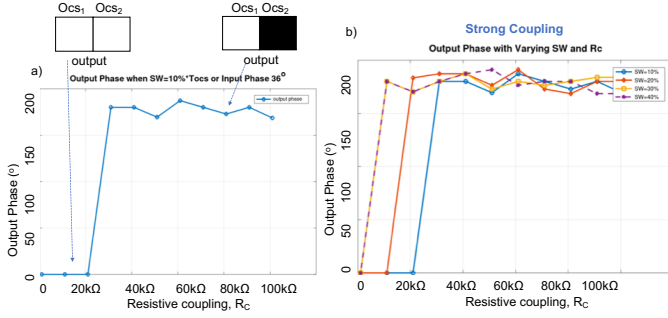 Ocs1 Ocs2
output
Ocs1 Ocs2
output
a)
Output Phase when SW=10%*Tocs or Input Phase 36°
output phase
Output Phase (°)
200
150
100
50
0
0 20kΩ 40kΩ 60kΩ 80kΩ 100kΩ
Resistive coupling, RC
b)
Strong Coupling
Output Phase with Varying SW and Rc
SW=10%
SW=20%
SW=30%
SW=40%
Output Phase (°)
200
150
100
50
0
0 20kΩ 40kΩ 60kΩ 80kΩ 100kΩ
Resistive coupling, RC